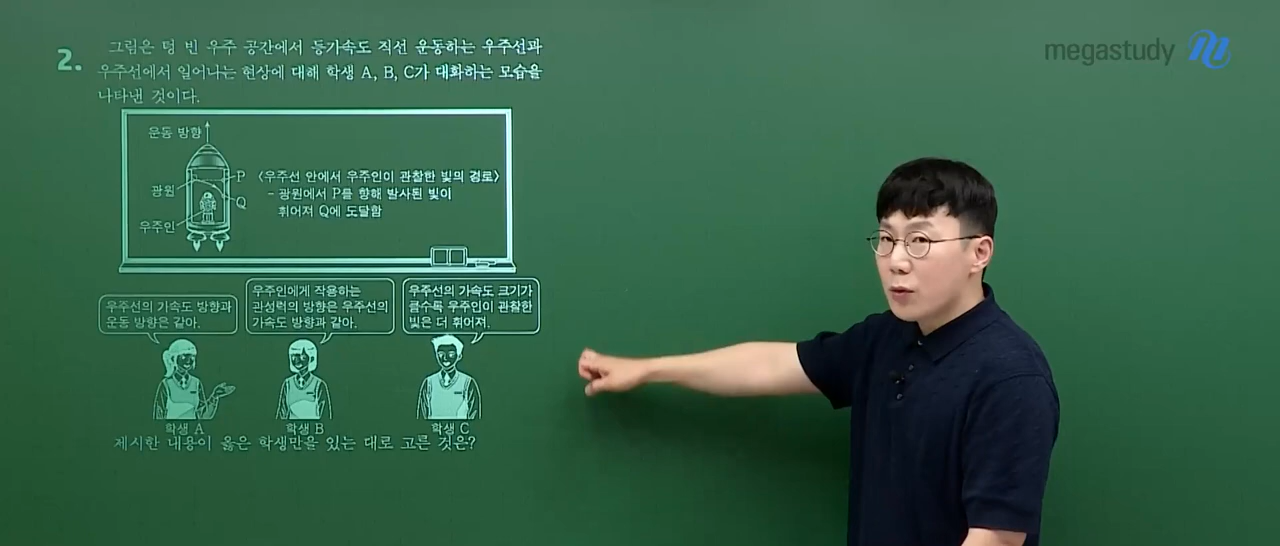 megastudy
2. 그림은 텅 빈 우주 공간에서 등가속도 직선 운동하는 우주선과
우주선에서 일어나는 현상에 대해 학생 A, B, C가 대화하는 모습을
나타낸 것이다.
운동 방향
P
광원
Q
우주인
〈우주선 안에서 우주인이 관찰한 빛의 경로〉
- 광원에서 P를 향해 발사된 빛이
휘어져 Q에 도달함
우주선의 가속도 방향과
운동 방향은 같아.
우주인에게 작용하는
관성력의 방향은 우주선의
가속도 방향과 같아.
우주선의 가속도 크기가
클수록 우주인이 관찰한
빛은 더 휘어져.
학생 A
학생 B
학생 C
제시한 내용이 옳은 학생만을 있는 대로 고른 것은?